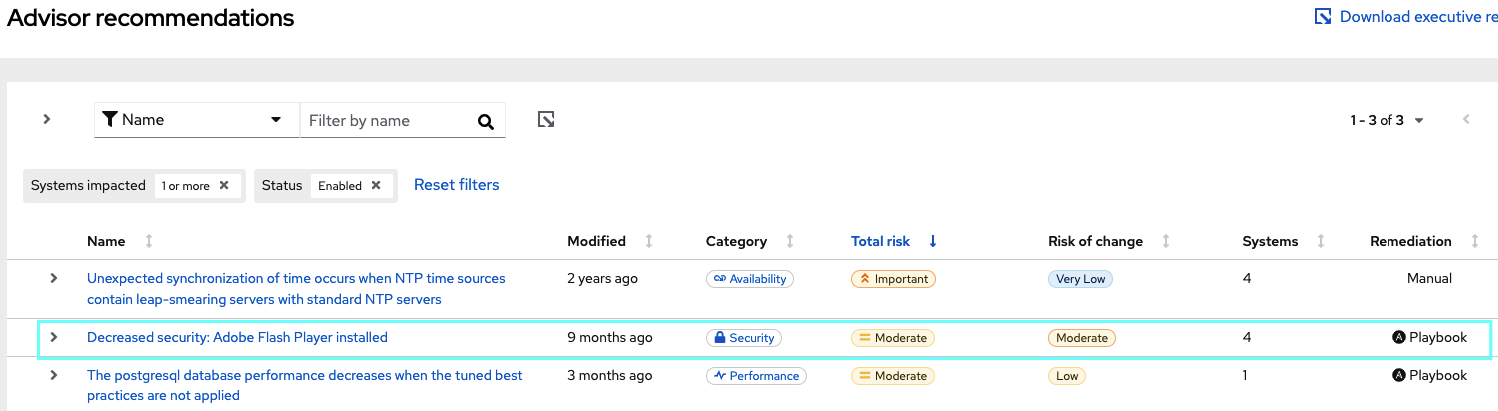 Advisor recommendations
Download executive re
Name
Filter by name
1 - 3 of 3
Systems impacted 1 or more
Status Enabled
Reset filters
Name Modified Category Total risk Risk of change Systems Remediation
Unexpected synchronization of time occurs when NTP time sources
contain leap-smearing servers with standard NTP servers
2 years ago Availability Important Very Low 4 Manual
Decreased security: Adobe Flash Player installed 9 months ago Security Moderate Moderate 4 Playbook
The postgresql database performance decreases when the tuned best
practices are not applied
3 months ago Performance Moderate Low 1 Playbook